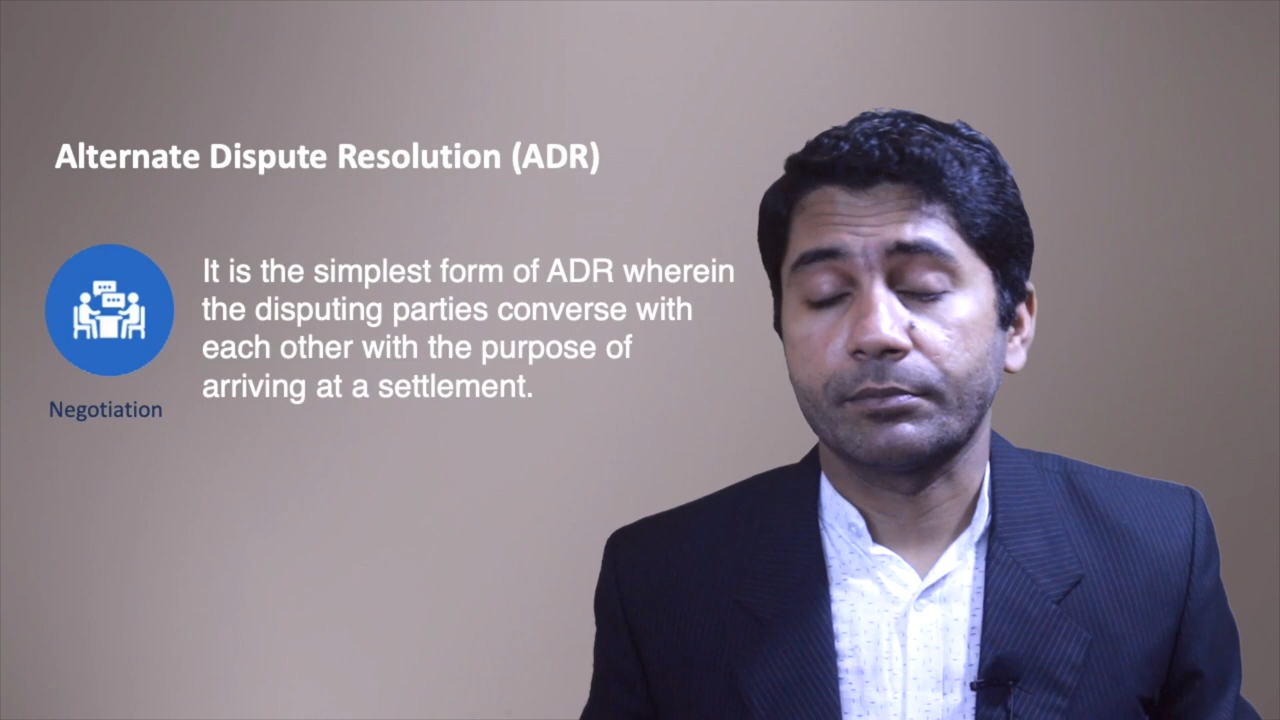 Alternate Dispute Resolution (ADR)
It is the simplest form of ADR wherein
the disputing parties converse with
each other with the purpose of
arriving at a settlement.
Negotiation